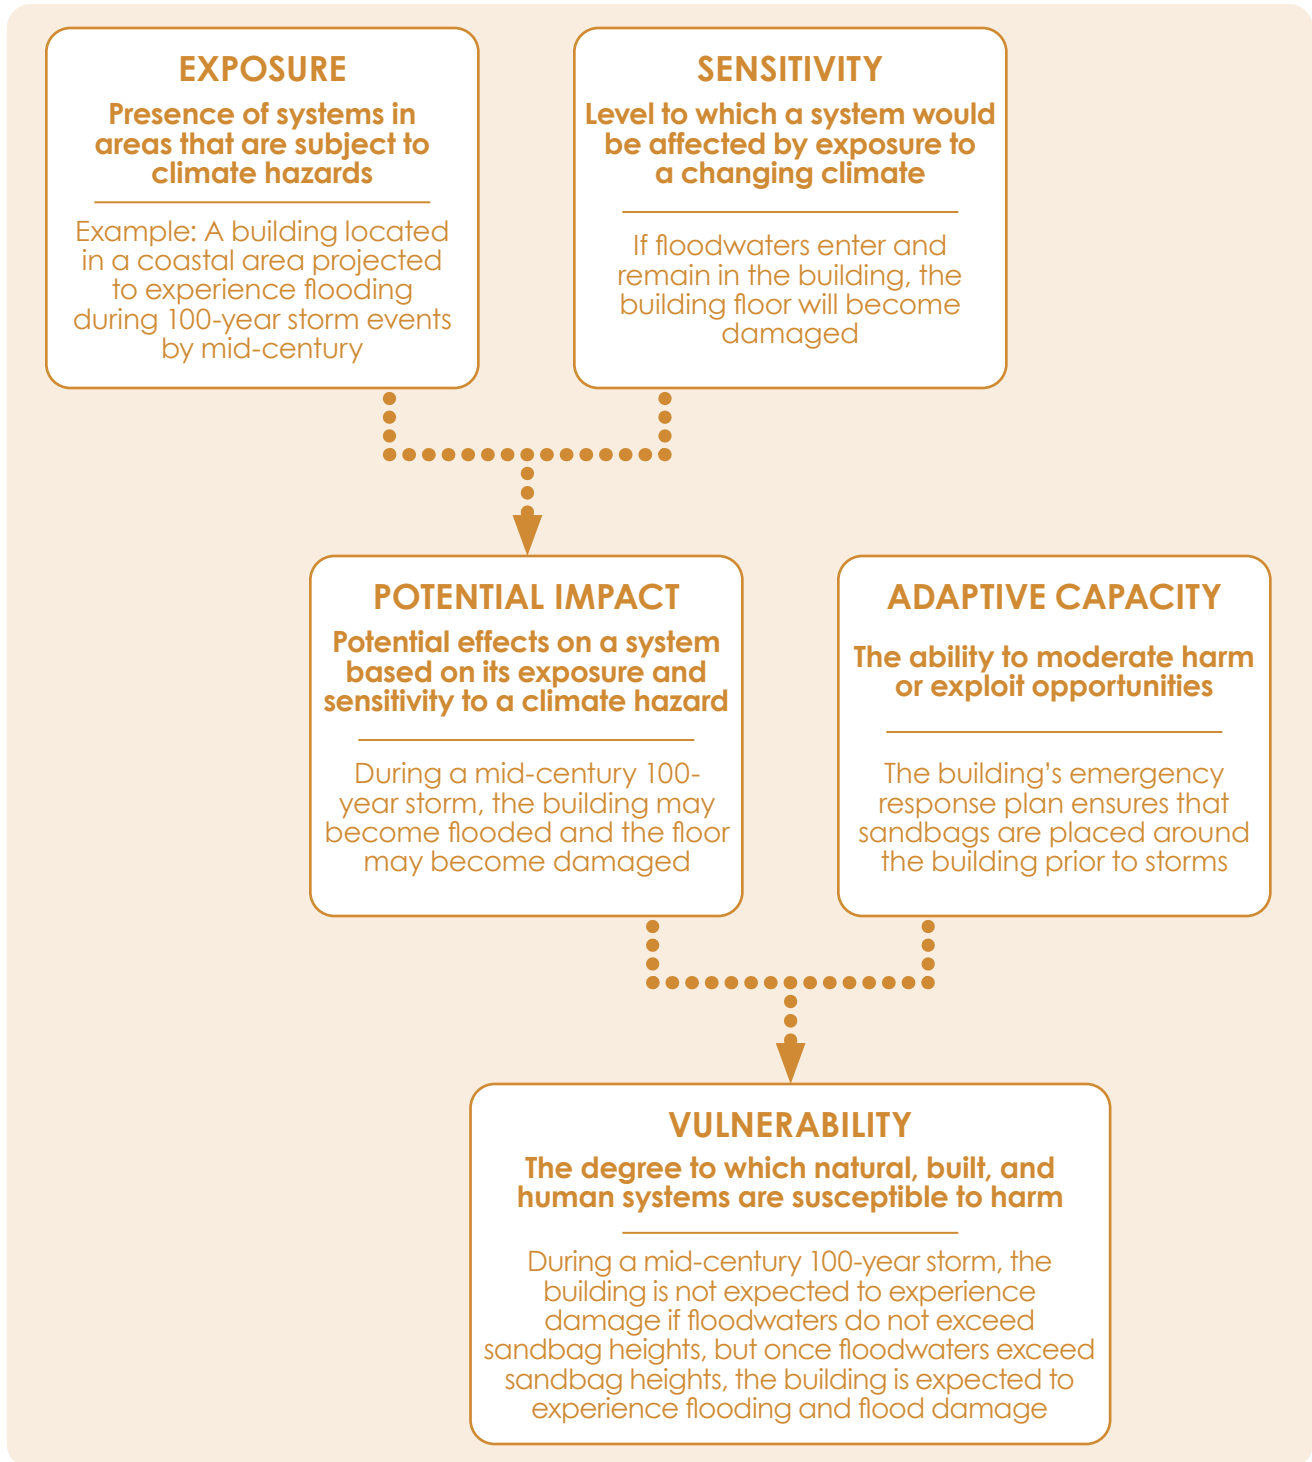 EXPOSURE
Presence of systems in
areas that are subject to
climate hazards
Example: A building located
in a coastal area projected
to experience flooding
during 100-year storm events
by mid-century
SENSITIVITY
Level to which a system would
be affected by exposure to
a changing climate
If floodwaters enter and
remain in the building, the
building floor will become
damaged
POTENTIAL IMPACT
Potential effects on a system
based on its exposure and
sensitivity to a climate hazard
During a mid-century 100-
year storm, the building may
become flooded and the floor
may become damaged
ADAPTIVE CAPACITY
The ability to moderate harm
or exploit opportunities
The building’s emergency
response plan ensures that
sandbags are placed around
the building prior to storms
VULNERABILITY
The degree to which natural, built, and
human systems are susceptible to harm
During a mid-century 100-year storm, the
building is not expected to experience
damage if floodwaters do not exceed
sandbag heights, but once floodwaters exceed
sandbag heights, the building is expected to
experience flooding and flood damage